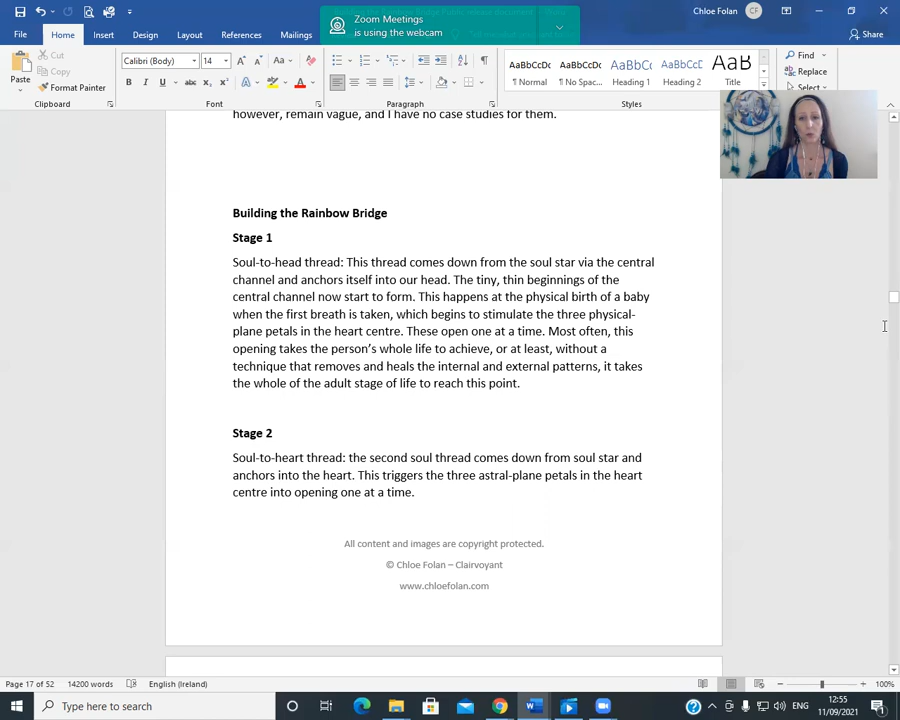 Zoom Meetings
is using the webcam
Chloe Folan CF
File Home Insert Design Layout References Mailings Share
Paste
Cut
Copy
Format Painter
Clipboard
Calibri (Body) 14
Font
Paragraph
AaBbCcDc AaBbCcDc AaBbCc AaBbCcD AaB
¶ Normal ¶ No Spac... Heading 1 Heading 2 Title
Styles
Find
Replace
Select
however, remain vague, and I have no case studies for them.
Building the Rainbow Bridge
Stage 1
Soul-to-head thread: This thread comes down from the soul star via the central
channel and anchors itself into our head. The tiny, thin beginnings of the
central channel now start to form. This happens at the physical birth of a baby
when the first breath is taken, which begins to stimulate the three physical-
plane petals in the heart centre. These open one at a time. Most often, this
opening takes the person's whole life to achieve, or at least, without a
technique that removes and heals the internal and external patterns, it takes
the whole of the adult stage of life to reach this point.
Stage 2
Soul-to-heart thread: the second soul thread comes down from soul star and
anchors into the heart. This triggers the three astral-plane petals in the heart
centre into opening one at a time.
All content and images are copyright protected.
© Chloe Folan – Clairvoyant
www.chloefolan.com
Page 17 of 52 14200 words English (Ireland) 100%
Type here to search
12:55
11/09/2021